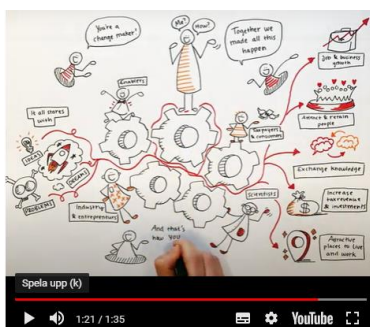 "You're a
change maker"
Me?
How?
Together we
made all this
happen
Job & business
growth
Enablers
It all starts
with
Attract & retain
people
Taxpayers
& consumers
IDEAS
DREAMS
PROBLEMS
Exchange knowledge
Industry
& entrepreneurs
Scientists
Increase
tax revenue
& investments
And that's
how you
Attractive
places to live
and work
Spela upp (k)
1:21 / 1:35
YouTube